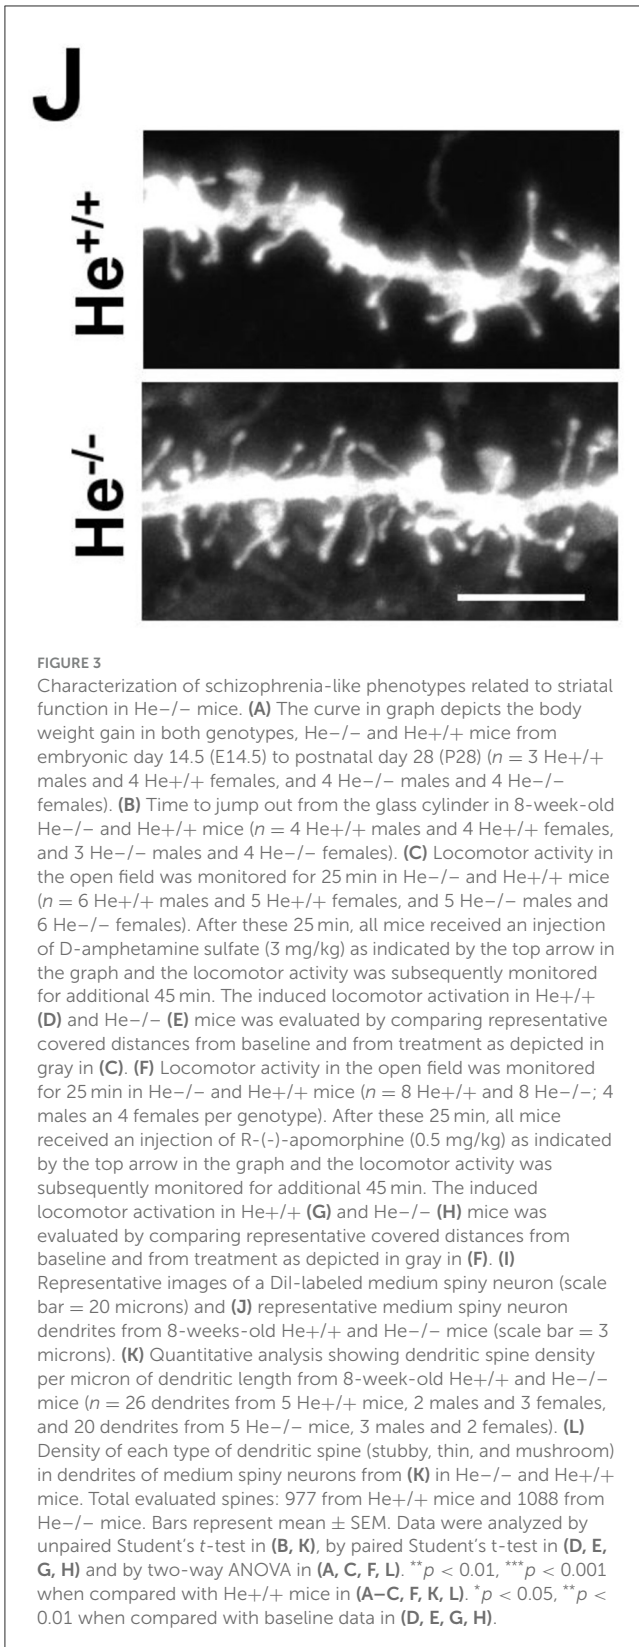 J
He+/+
He-/-
FIGURE 3
Characterization of schizophrenia-like phenotypes related to striatal
function in He−/− mice. (A) The curve in graph depicts the body
weight gain in both genotypes, He−/− and He+/+ mice from
embryonic day 14.5 (E14.5) to postnatal day 28 (P28) (n = 3 He+/+
males and 4 He+/+ females, and 4 He−/− males and 4 He−/−
females). (B) Time to jump out from the glass cylinder in 8-week-old
He−/− and He+/+ mice (n = 4 He+/+ males and 4 He+/+ females,
and 3 He−/− males and 4 He−/− females). (C) Locomotor activity in
the open field was monitored for 25 min in He−/− and He+/+ mice
(n = 6 He+/+ males and 5 He+/+ females, and 5 He−/− males and
6 He−/− females). After these 25 min, all mice received an injection
of D-amphetamine sulfate (3 mg/kg) as indicated by the top arrow in
the graph and the locomotor activity was subsequently monitored
for additional 45 min. The induced locomotor activation in He+/+
(D) and He−/− (E) mice was evaluated by comparing representative
covered distances from baseline and from treatment as depicted in
gray in (C). (F) Locomotor activity in the open field was monitored
for 25 min in He−/− and He+/+ mice (n = 8 He+/+ and 8 He−/−; 4
males an 4 females per genotype). After these 25 min, all mice
received an injection of R-(-)-apomorphine (0.5 mg/kg) as indicated
by the top arrow in the graph and the locomotor activity was
subsequently monitored for additional 45 min. The induced
locomotor activation in He+/+ (G) and He−/− (H) mice was
evaluated by comparing representative covered distances from
baseline and from treatment as depicted in gray in (F). (I)
Representative images of a DiI-labeled medium spiny neuron (scale
bar = 20 microns) and (J) representative medium spiny neuron
dendrites from 8-weeks-old He+/+ and He−/− mice (scale bar = 3
microns). (K) Quantitative analysis showing dendritic spine density
per micron of dendritic length from 8-week-old He+/+ and He−/−
mice (n = 26 dendrites from 5 He+/+ mice, 2 males and 3 females,
and 20 dendrites from 5 He−/− mice, 3 males and 2 females). (L)
Density of each type of dendritic spine (stubby, thin, and mushroom)
in dendrites of medium spiny neurons from (K) in He−/− and He+/+
mice. Total evaluated spines: 977 from He+/+ mice and 1088 from
He−/− mice. Bars represent mean ± SEM. Data were analyzed by
unpaired Student's t-test in (B, K), by paired Student's t-test in (D, E,
G, H) and by two-way ANOVA in (A, C, F, L). **p < 0.01, ***p < 0.001
when compared with He+/+ mice in (A–C, F, K, L). *p < 0.05, **p <
0.01 when compared with baseline data in (D, E, G, H).